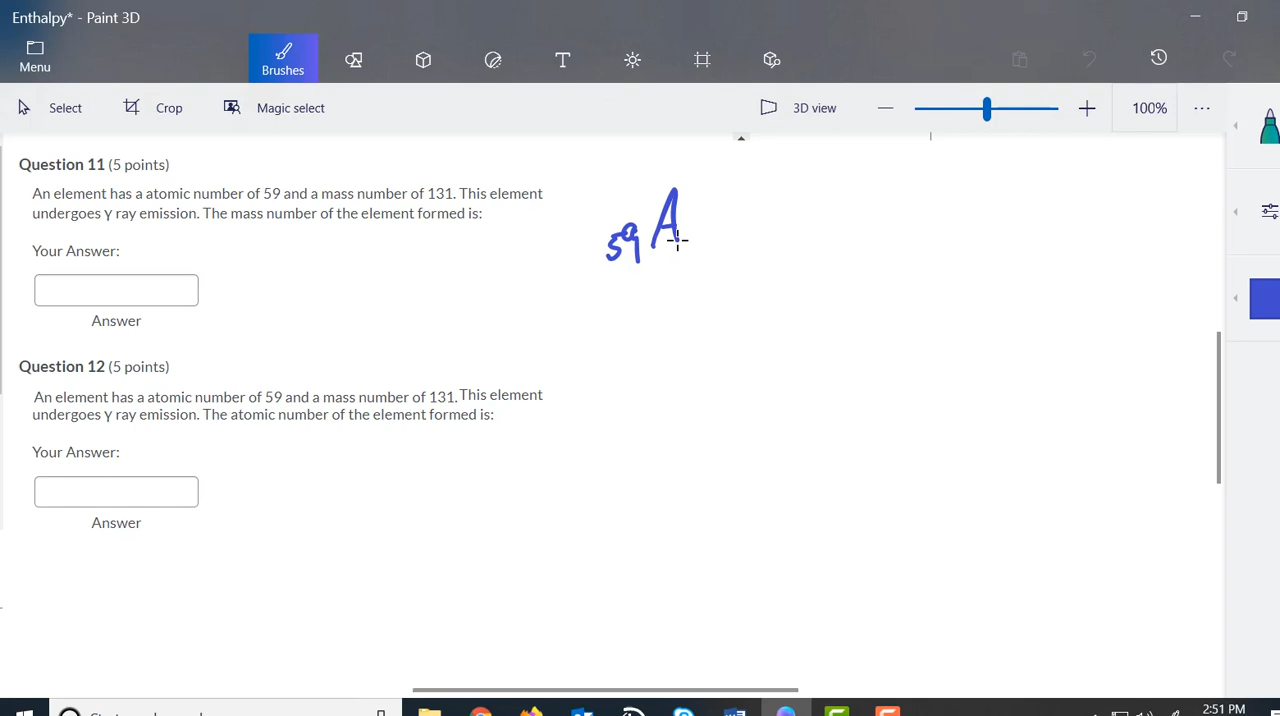 Enthalpy* - Paint 3D
Menu
Brushes
Select
Crop
Magic select
3D view
100%
Question 11 (5 points)
An element has a atomic number of 59 and a mass number of 131. This element
undergoes γ ray emission. The mass number of the element formed is:
Your Answer:
Answer
59 A
Question 12 (5 points)
An element has a atomic number of 59 and a mass number of 131. This element
undergoes γ ray emission. The atomic number of the element formed is:
Your Answer:
Answer
2:51 PM